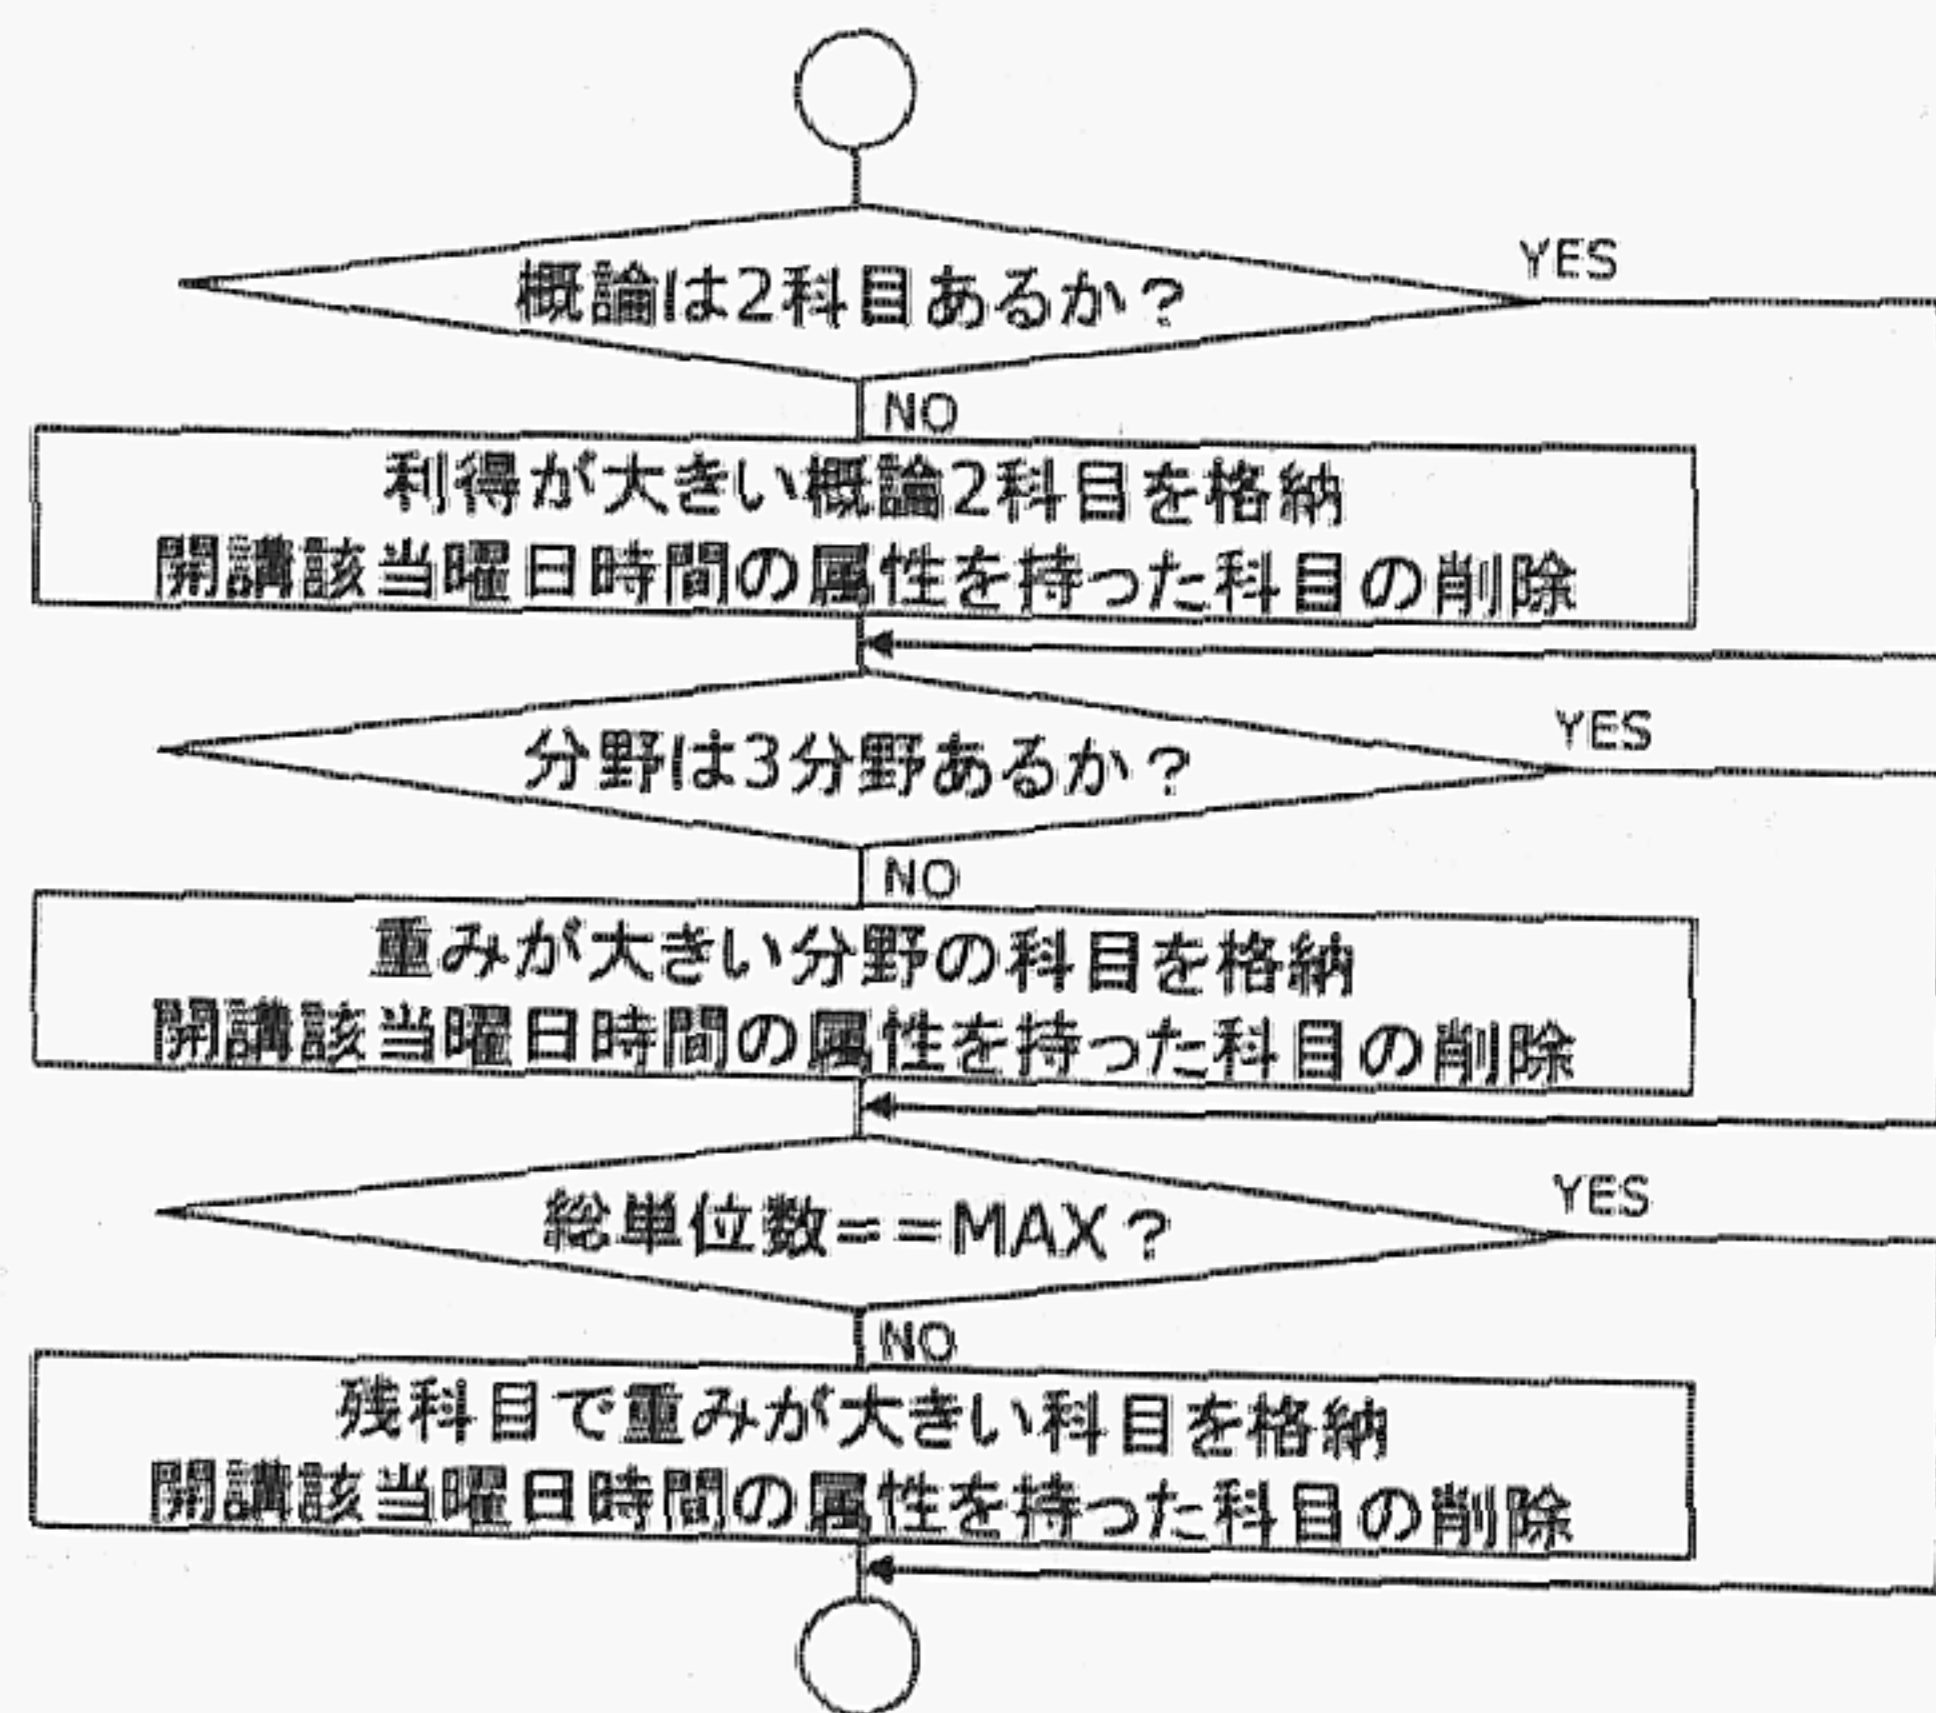 概論は2科目あるか？
YES
NO
利得が大きい概論2科目を格納
開講該当曜日時間の属性を持った科目の削除
分野は3分野あるか？
YES
NO
重みが大きい分野の科目を格納
開講該当曜日時間の属性を持った科目の削除
総単位数==MAX？
YES
NO
残科目で重みが大きい科目を格納
開講該当曜日時間の属性を持った科目の削除